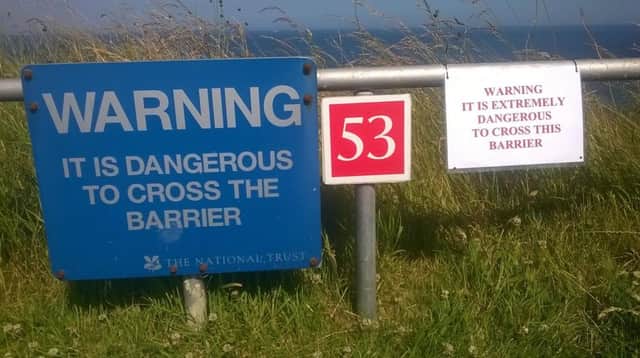 WARNING
IT IS DANGEROUS
TO CROSS THE
BARRIER
THE NATIONAL TRUST
53
WARNING
IT IS EXTREMELY
DANGEROUS
TO CROSS THIS
BARRIER